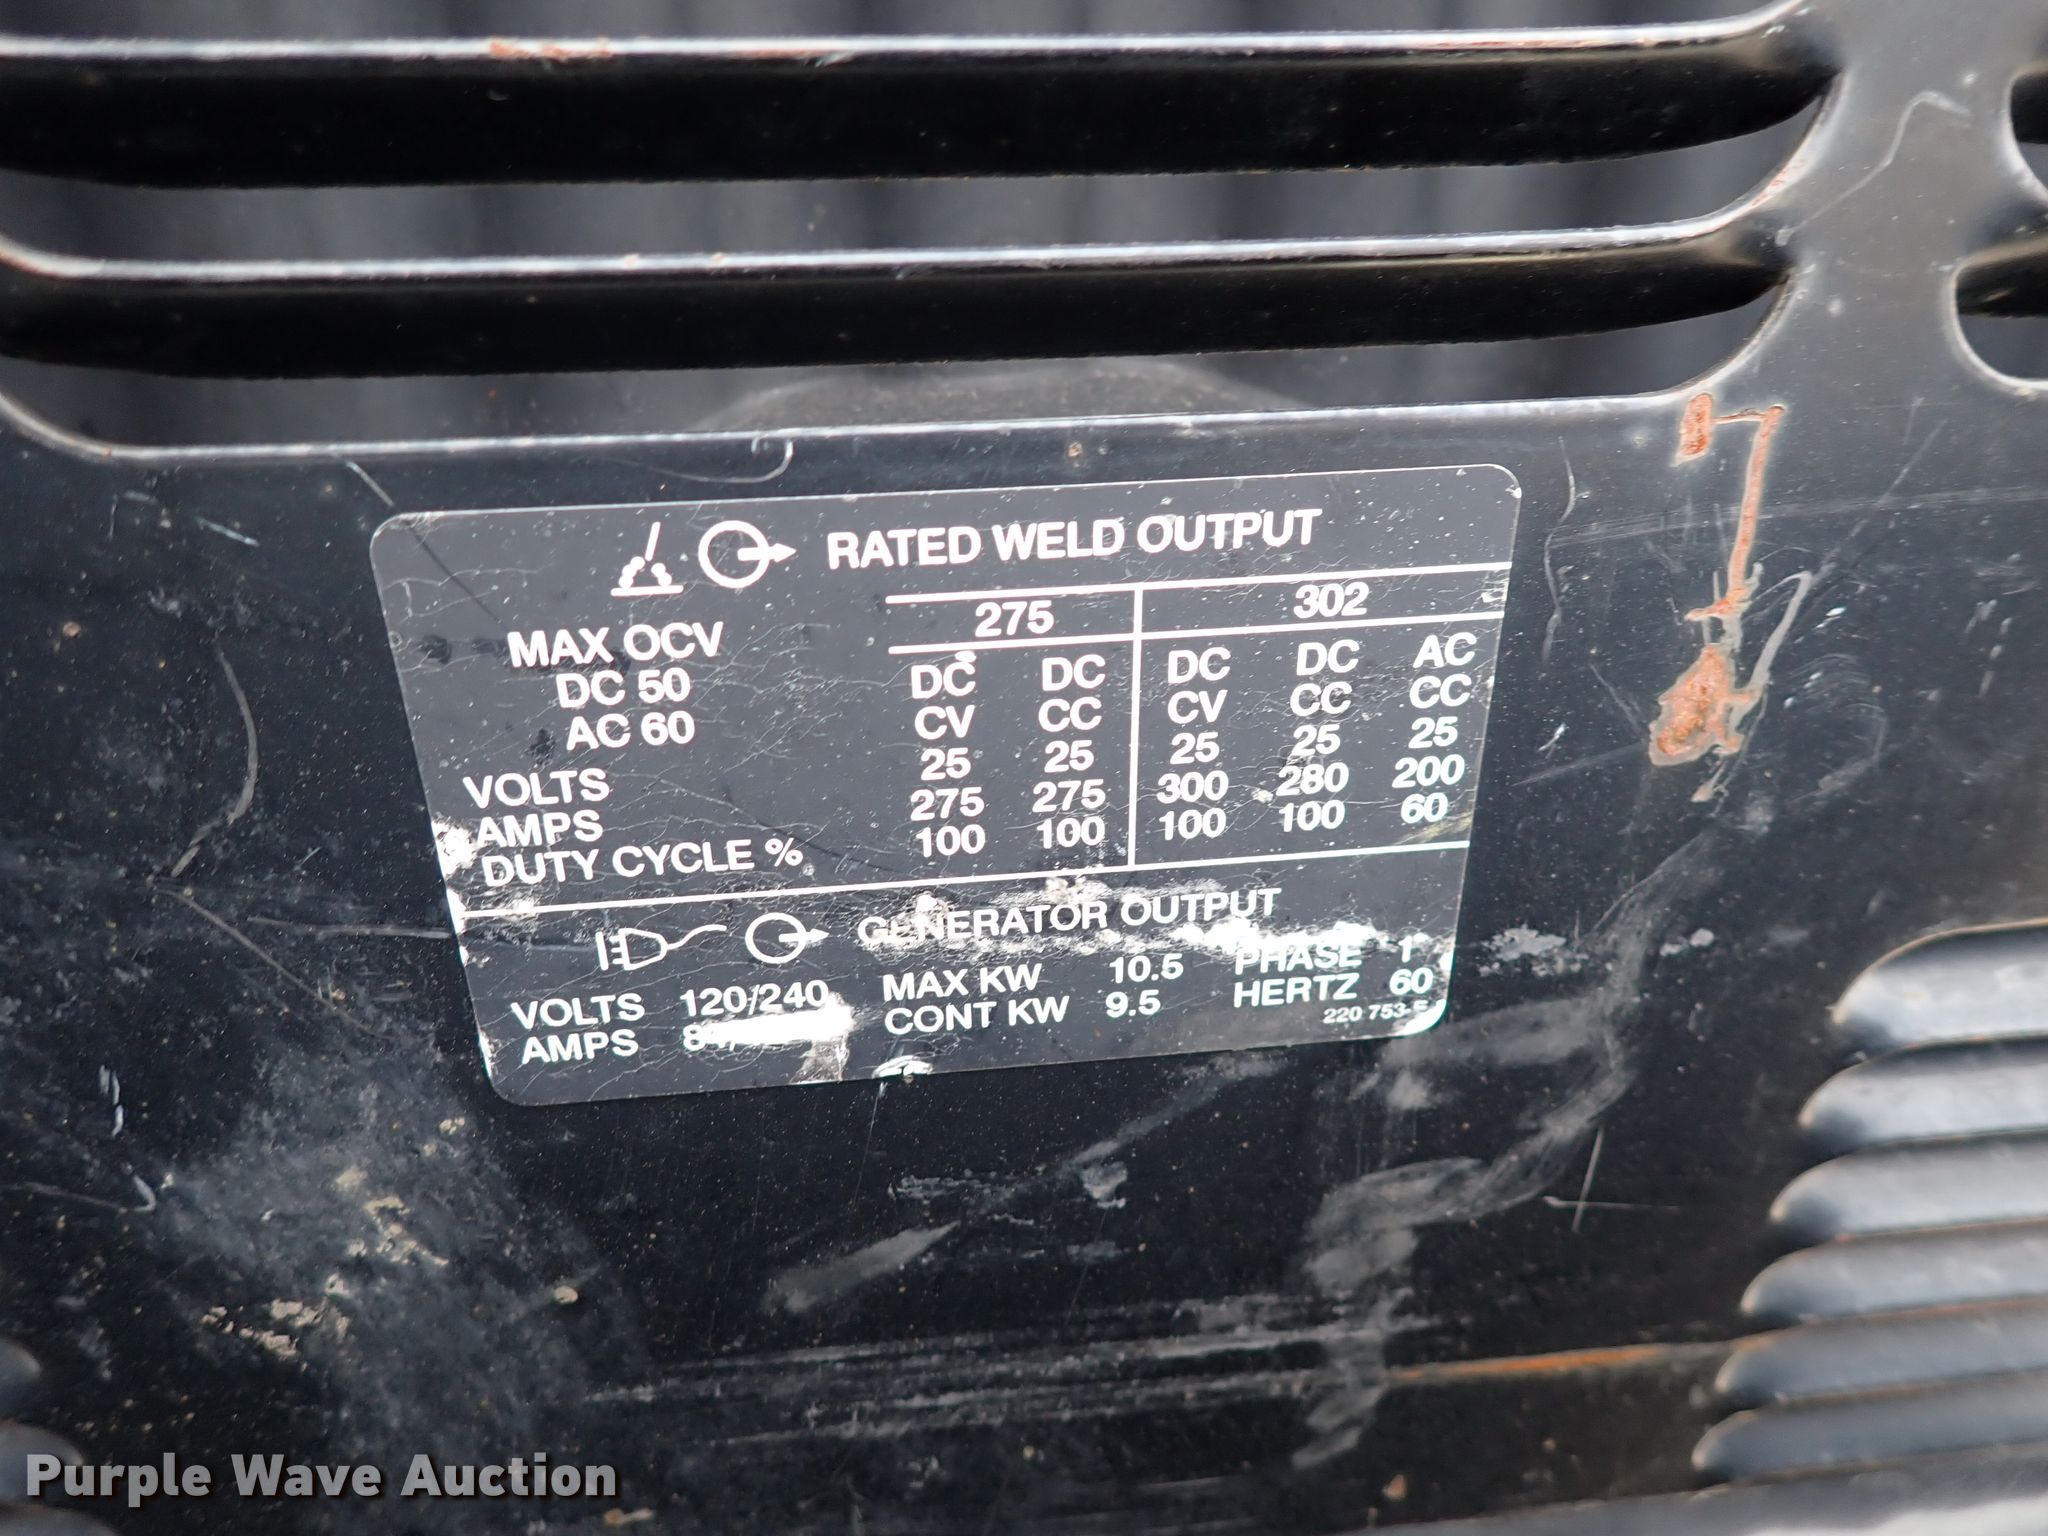 RATED WELD OUTPUT
275 302
MAX OCV DC DC DC DC AC
DC 50 CV CC CV CC CC
AC 60
VOLTS 25 25 25 25 25
AMPS 275 275 300 280 200
DUTY CYCLE % 100 100 100 100 60
GENERATOR OUTPUT
VOLTS 120/240 MAX KW 10.5 PHASE 1
AMPS CONT KW 9.5 HERTZ 60
220 753
Purple Wave Auction